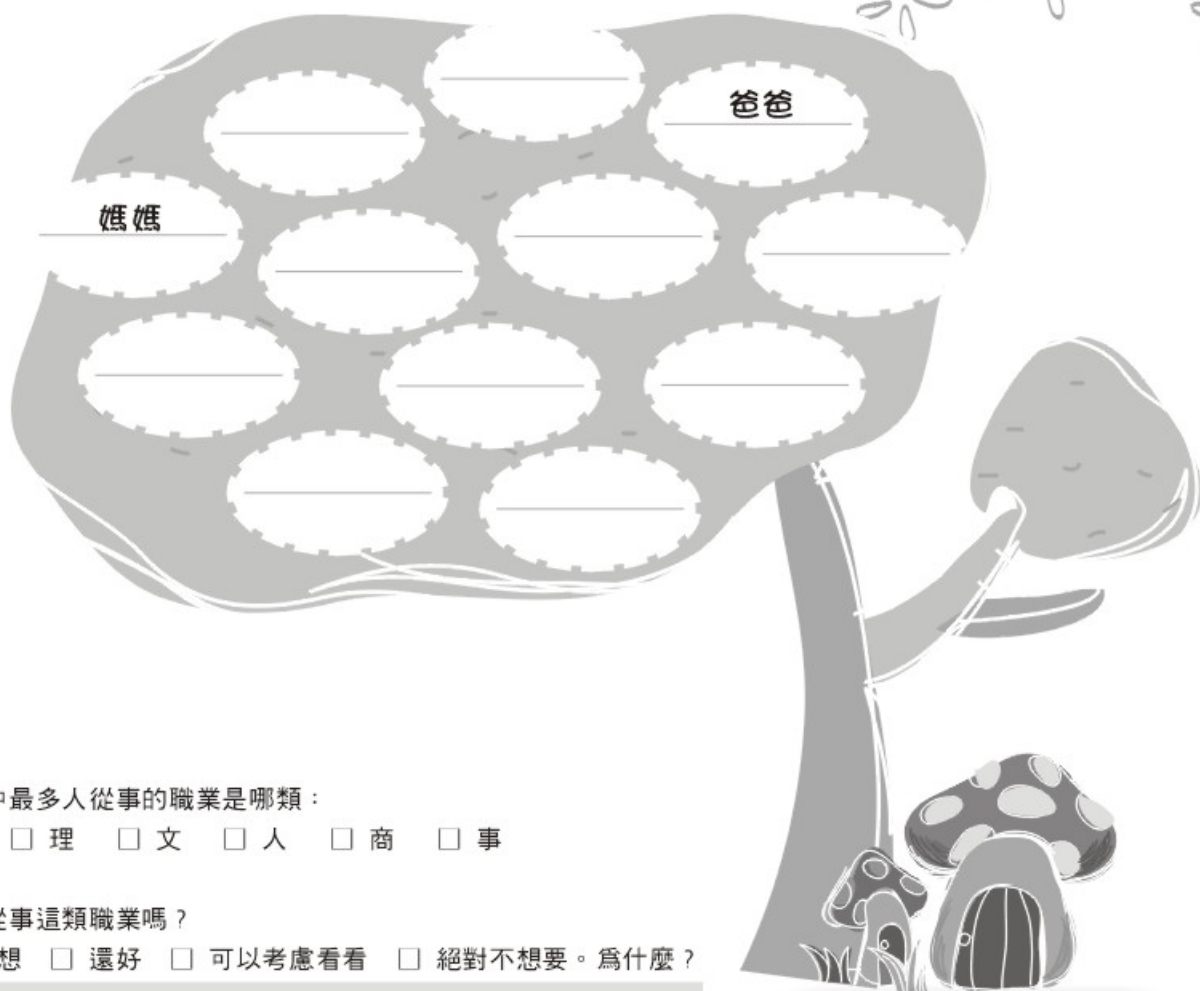 爸爸
媽媽
中最多人從事的職業是哪類：
□ 理 □ 文 □ 人 □ 商 □ 事
從事這類職業嗎？
想 □ 還好 □ 可以考慮看看 □ 絕對不想要。為什麼？